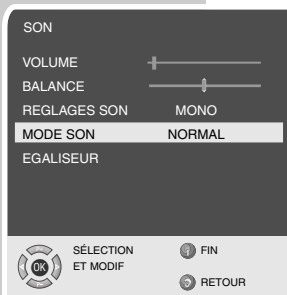 SON
VOLUME
BALANCE
REGLAGES SON MONO
MODE SON NORMAL
EGALISEUR
OK
SÉLECTION
ET MODIF
FIN
RETOUR